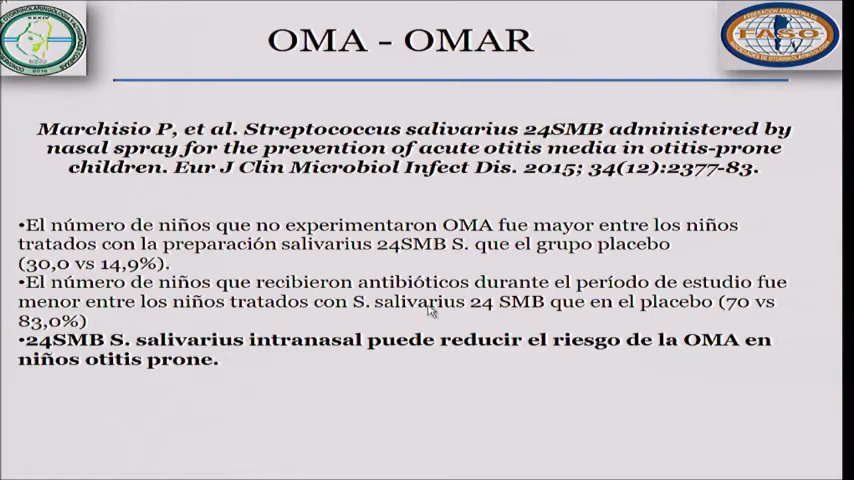 OMA - OMAR
FASO
Marchisio P, et al. Streptococcus salivarius 24SMB administered by
nasal spray for the prevention of acute otitis media in otitis-prone
children. Eur J Clin Microbiol Infect Dis. 2015; 34(12):2377-83.
•El número de niños que no experimentaron OMA fue mayor entre los niños
tratados con la preparación salivarius 24SMB S. que el grupo placebo
(30,0 vs 14,9%).
•El número de niños que recibieron antibióticos durante el período de estudio fue
menor entre los niños tratados con S. salivarius 24 SMB que en el placebo (70 vs
83,0%)
•24SMB S. salivarius intranasal puede reducir el riesgo de la OMA en
niños otitis prone.